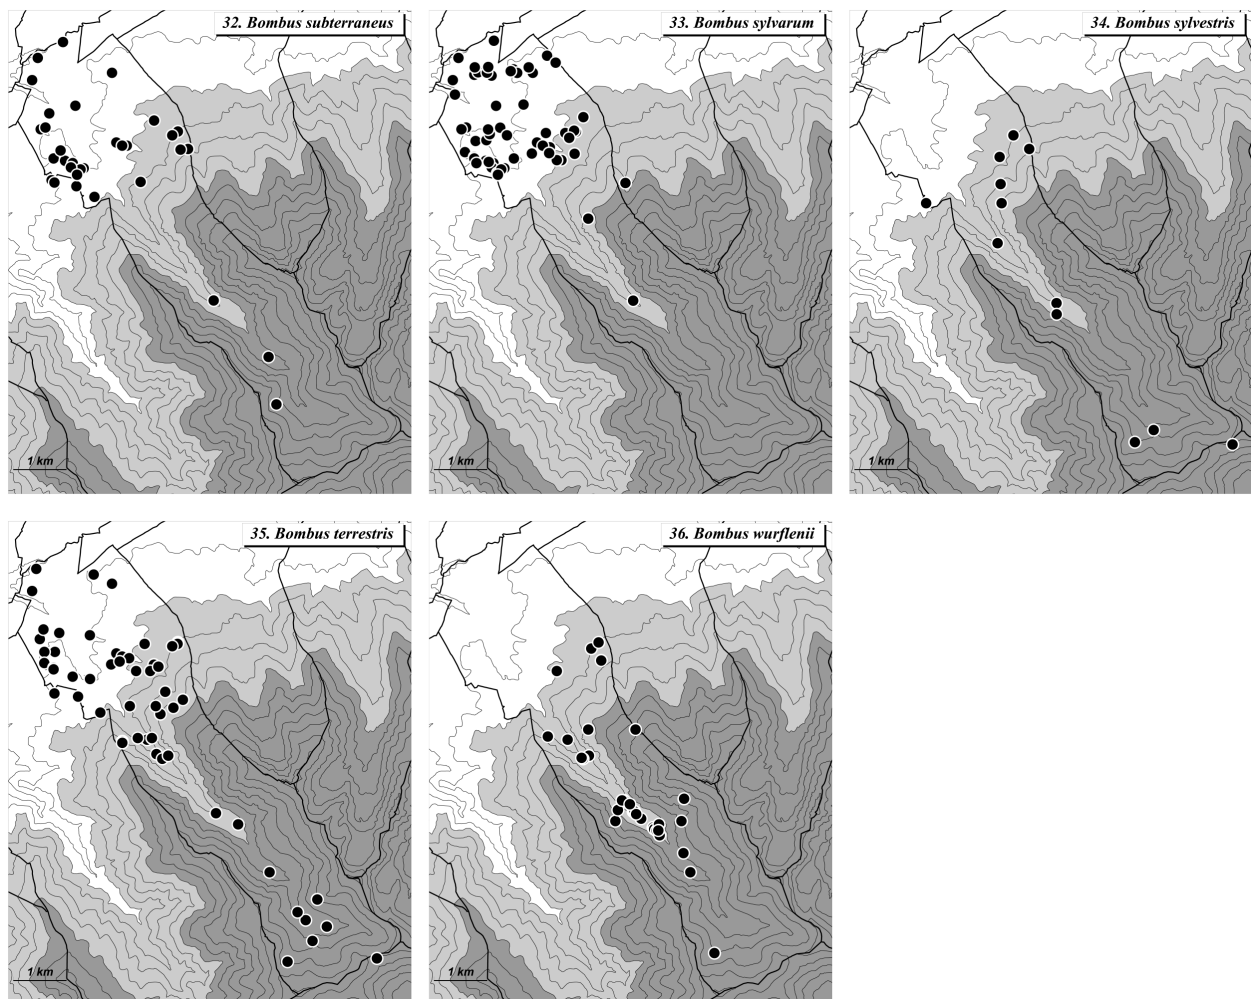 32. Bombus subterraneus
33. Bombus sylvarum
34. Bombus sylvestris
1 km
1 km
1 km
35. Bombus terrestris
36. Bombus wurflenii
1 km
1 km